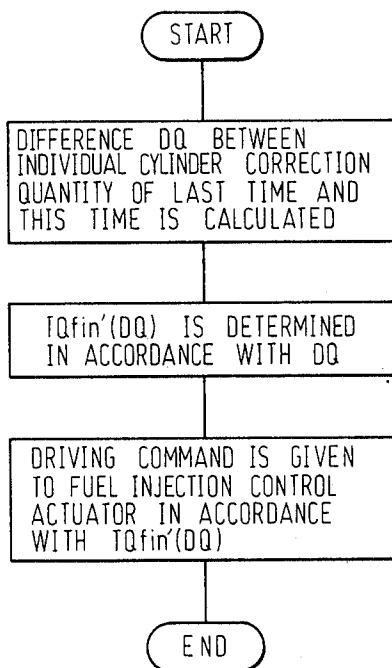 START
DIFFERENCE DQ BETWEEN
INDIVIDUAL CYLINDER CORRECTION
QUANTITY OF LAST TIME AND
THIS TIME IS CALCULATED
TQfin'(DQ) IS DETERMINED
IN ACCORDANCE WITH DQ
DRIVING COMMAND IS GIVEN
TO FUEL INJECTION CONTROL
ACTUATOR IN ACCORDANCE
WITH TQfin'(DQ)
END